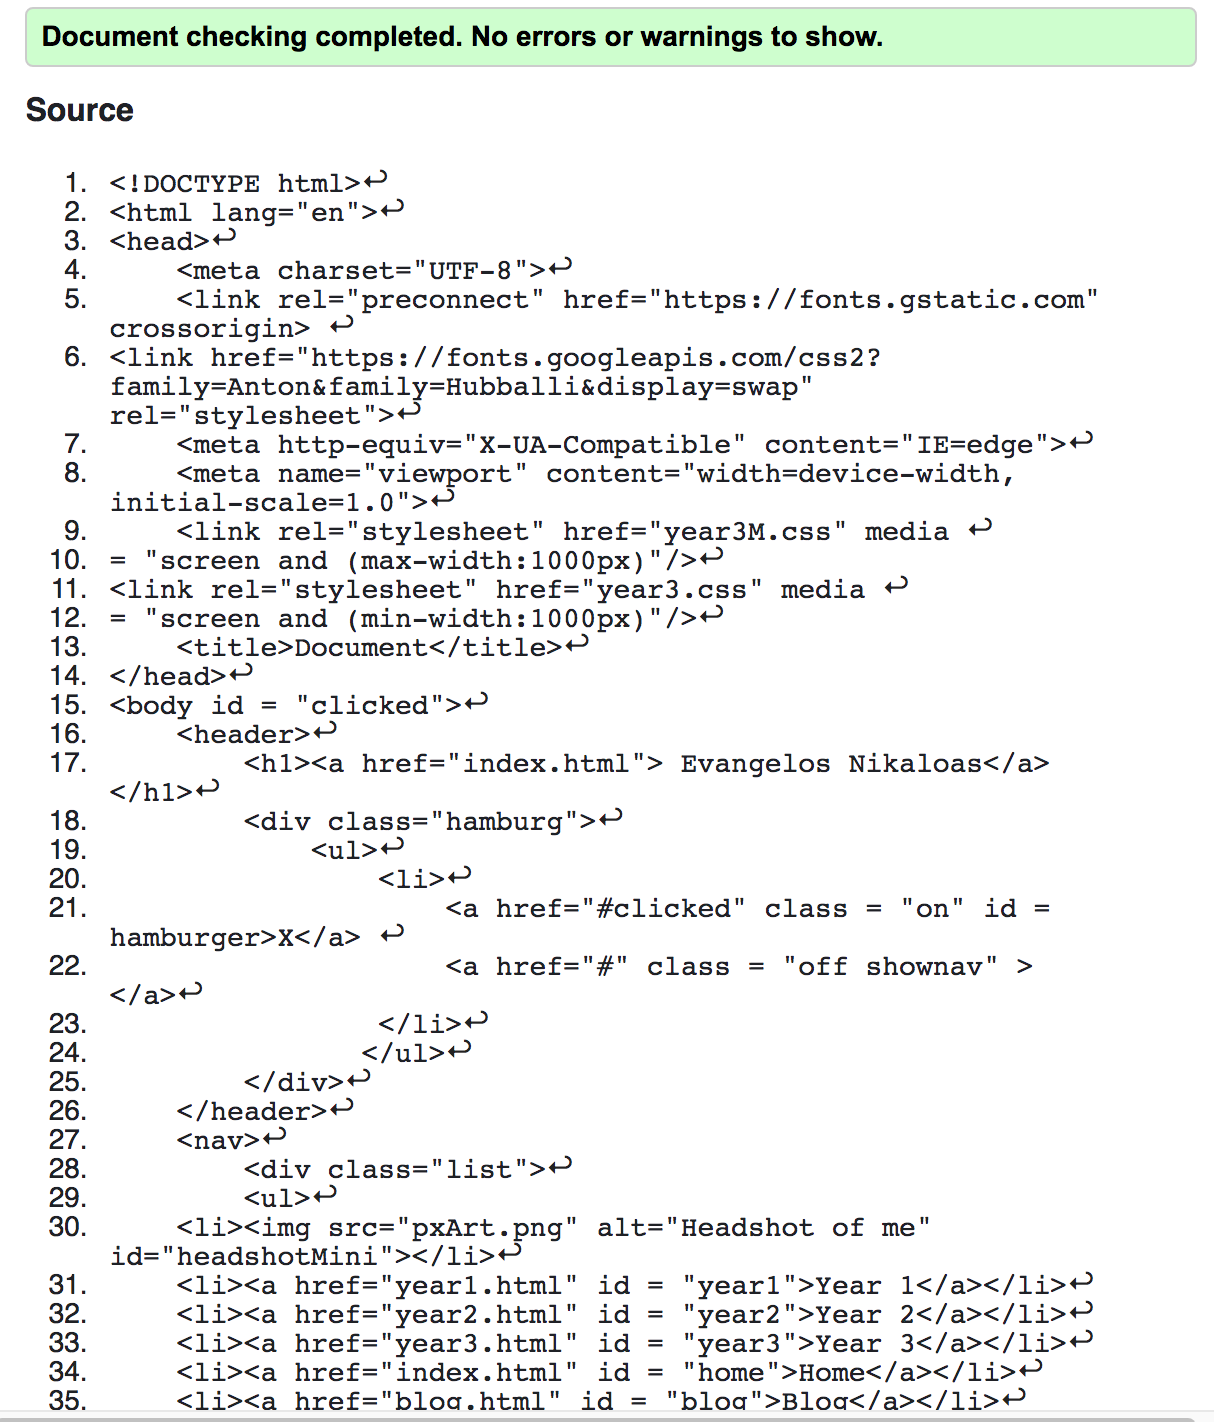 Document checking completed. No errors or warnings to show.
Source
1. <!DOCTYPE html>↩
2. <html lang="en">↩
3. <head>↩
4.     <meta charset="UTF-8">↩
5.     <link rel="preconnect" href="https://fonts.gstatic.com"
crossorigin> ↩
6. <link href="https://fonts.googleapis.com/css2?
family=Anton&family=Hubballi&display=swap"
rel="stylesheet">↩
7.     <meta http-equiv="X-UA-Compatible" content="IE=edge">↩
8.     <meta name="viewport" content="width=device-width,
initial-scale=1.0">↩
9.     <link rel="stylesheet" href="year3M.css" media ↩
10. = "screen and (max-width:1000px)"/>↩
11. <link rel="stylesheet" href="year3.css" media ↩
12. = "screen and (min-width:1000px)"/>↩
13.     <title>Document</title>↩
14. </head>↩
15. <body id = "clicked">↩
16.     <header>↩
17.         <h1><a href="index.html"> Evangelos Nikaloas</a>
</h1>↩
18.         <div class="hamburg">↩
19.             <ul>↩
20.                 <li>↩
21.                     <a href="#clicked" class = "on" id =
hamburger>X</a> ↩
22.                     <a href="#" class = "off shownav" >
</a>↩
23.                 </li>↩
24.                </ul>↩
25.         </div>↩
26.     </header>↩
27.     <nav>↩
28.         <div class="list">↩
29.         <ul>↩
30.     <li><img src="pxArt.png" alt="Headshot of me"
id="headshotMini"></li>↩
31.     <li><a href="year1.html" id = "year1">Year 1</a></li>↩
32.     <li><a href="year2.html" id = "year2">Year 2</a></li>↩
33.     <li><a href="year3.html" id = "year3">Year 3</a></li>↩
34.     <li><a href="index.html" id = "home">Home</a></li>↩
35.     <li><a href="blog.html" id = "blog">Blog</a></li>↩